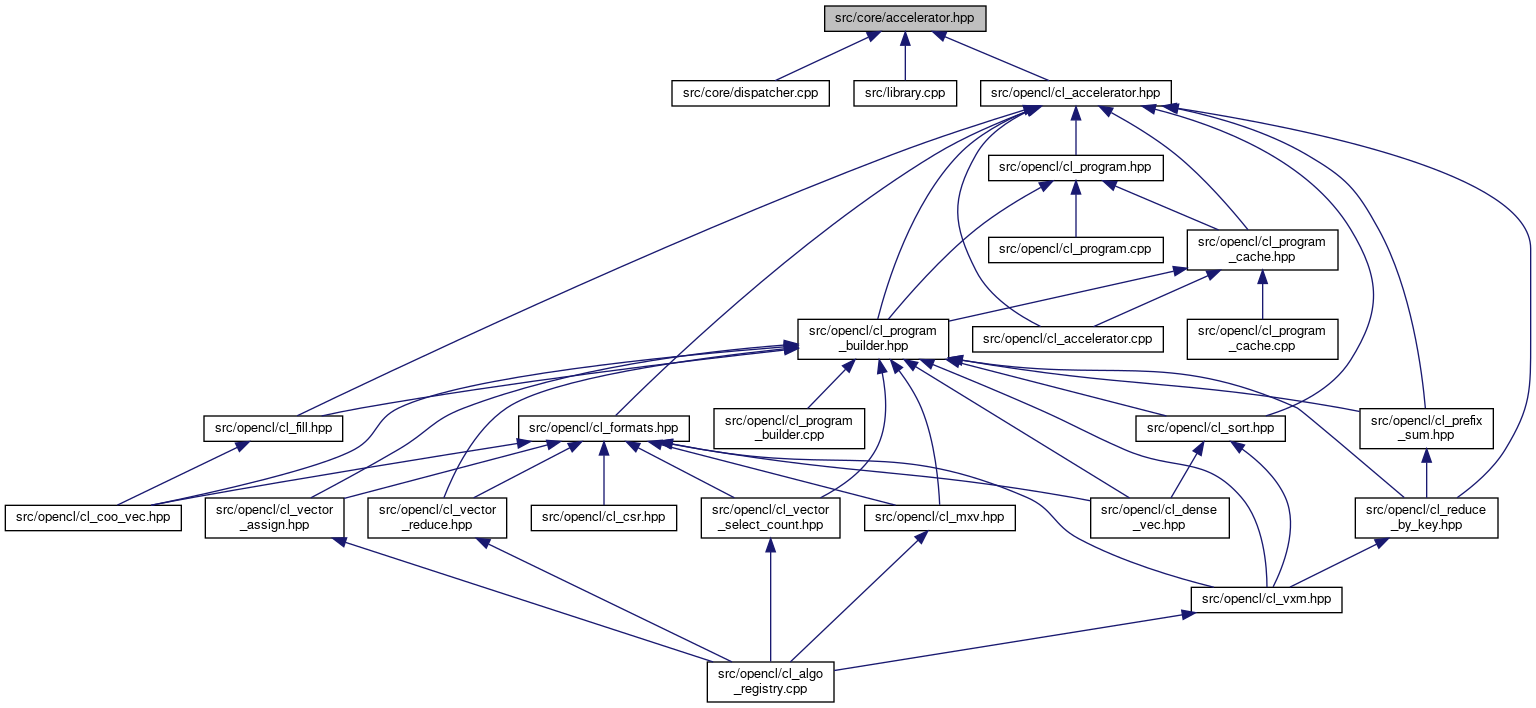 src/core/accelerator.hpp
src/core/dispatcher.cpp
src/library.cpp
src/opencl/cl_accelerator.hpp
src/opencl/cl_program.hpp
src/opencl/cl_program.cpp
src/opencl/cl_program
_cache.hpp
src/opencl/cl_program
_builder.hpp
src/opencl/cl_accelerator.cpp
src/opencl/cl_program
_cache.cpp
src/opencl/cl_fill.hpp
src/opencl/cl_formats.hpp
src/opencl/cl_program
_builder.cpp
src/opencl/cl_sort.hpp
src/opencl/cl_prefix
_sum.hpp
src/opencl/cl_coo_vec.hpp
src/opencl/cl_vector
_assign.hpp
src/opencl/cl_vector
_reduce.hpp
src/opencl/cl_csr.hpp
src/opencl/cl_vector
_select_count.hpp
src/opencl/cl_mxv.hpp
src/opencl/cl_dense
_vec.hpp
src/opencl/cl_reduce
_by_key.hpp
src/opencl/cl_vxm.hpp
src/opencl/cl_algo
_registry.cpp